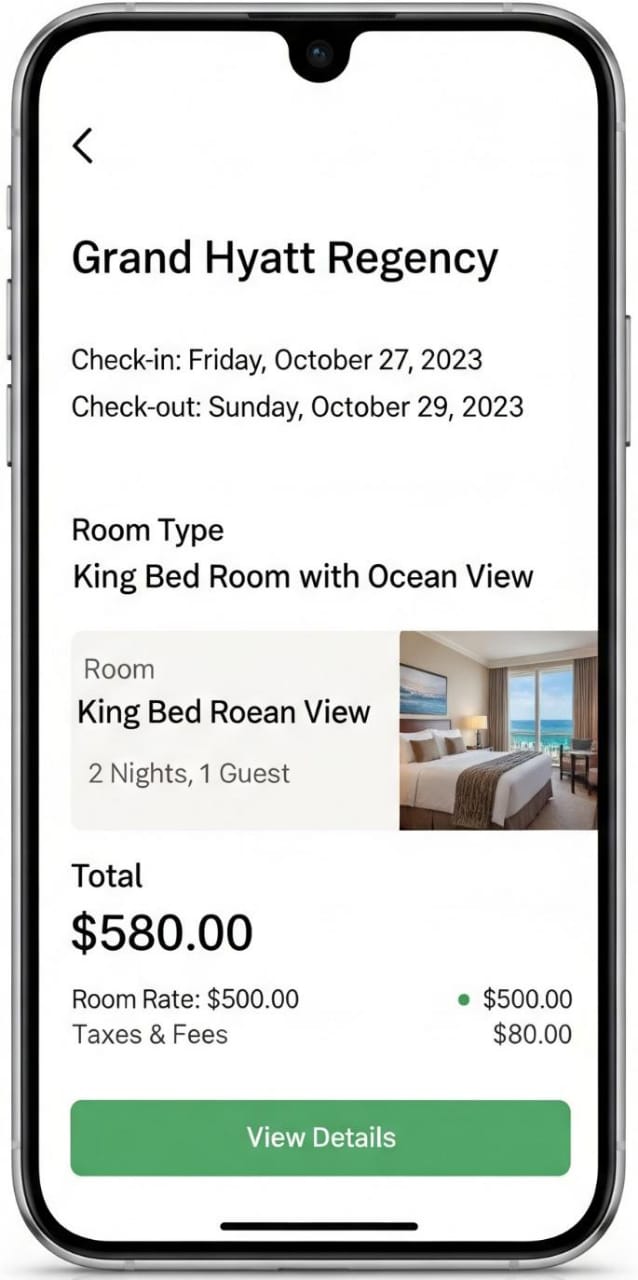 Grand Hyatt Regency
Check-in: Friday, October 27, 2023
Check-out: Sunday, October 29, 2023
Room Type
King Bed Room with Ocean View
Room
King Bed Roean View
2 Nights, 1 Guest
Total
$580.00
Room Rate: $500.00 • $500.00
Taxes & Fees $80.00
View Details